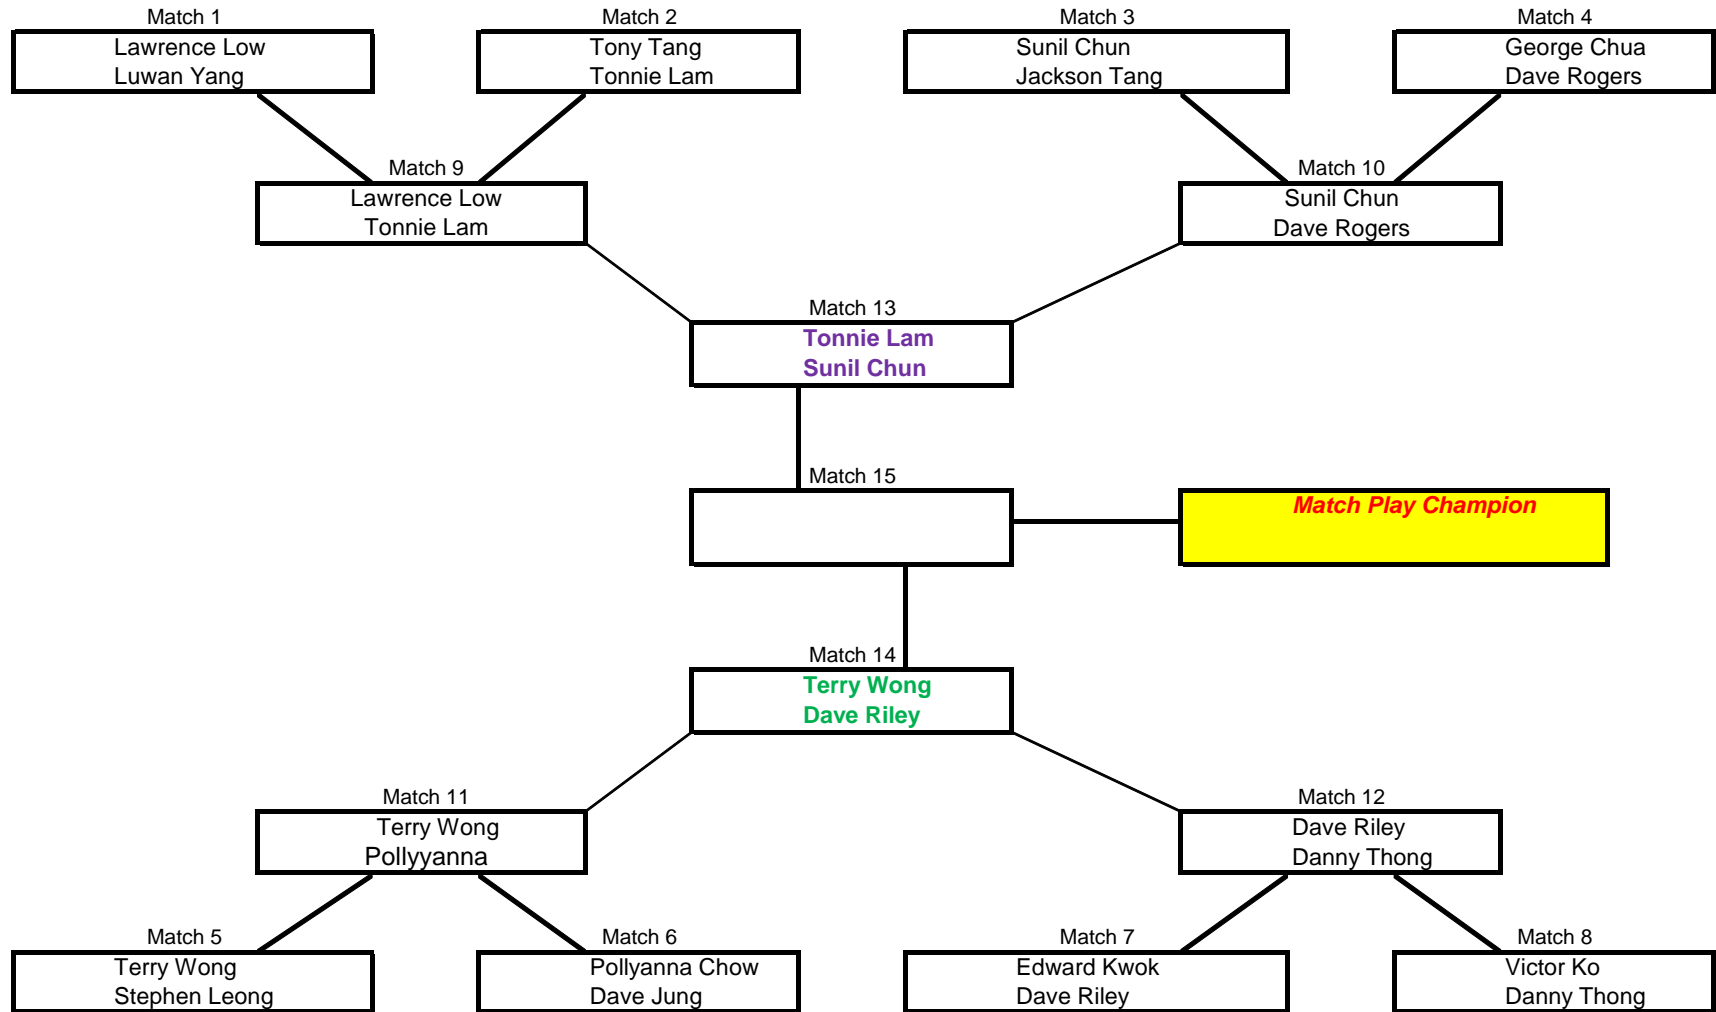 Match 1
Match 2
Match 3
Match 4
Lawrence Low
Luwan Yang
Tony Tang
Tonnie Lam
Sunil Chun
Jackson Tang
George Chua
Dave Rogers
Match 9
Match 10
Lawrence Low
Tonnie Lam
Sunil Chun
Dave Rogers
Match 13
Tonnie Lam
Sunil Chun
Match 15
Match Play Champion
Match 14
Terry Wong
Dave Riley
Match 11
Match 12
Terry Wong
Pollyyanna
Dave Riley
Danny Thong
Match 5
Match 6
Match 7
Match 8
Terry Wong
Stephen Leong
Pollyanna Chow
Dave Jung
Edward Kwok
Dave Riley
Victor Ko
Danny Thong